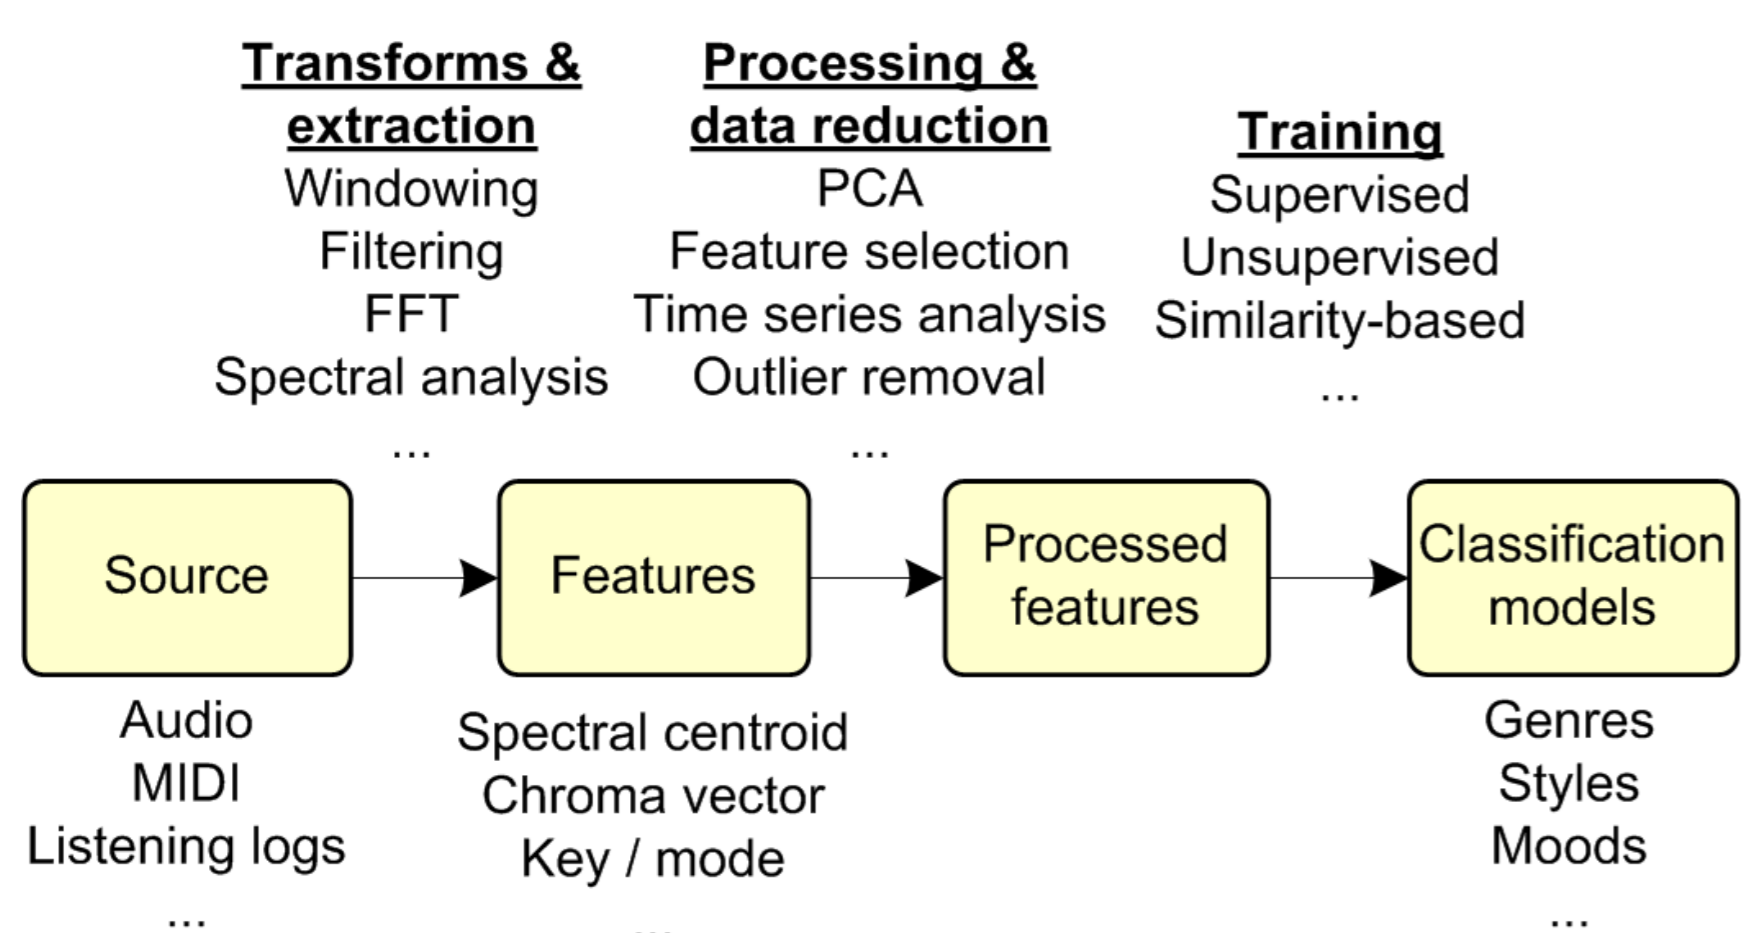 Transforms &
extraction
Windowing
Filtering
FFT
Spectral analysis
...
Processing &
data reduction
PCA
Feature selection
Time series analysis
Outlier removal
...
Training
Supervised
Unsupervised
Similarity-based
...
Source
Features
Processed
features
Classification
models
Audio
MIDI
Listening logs
...
Spectral centroid
Chroma vector
Key / mode
...
Genres
Styles
Moods
...